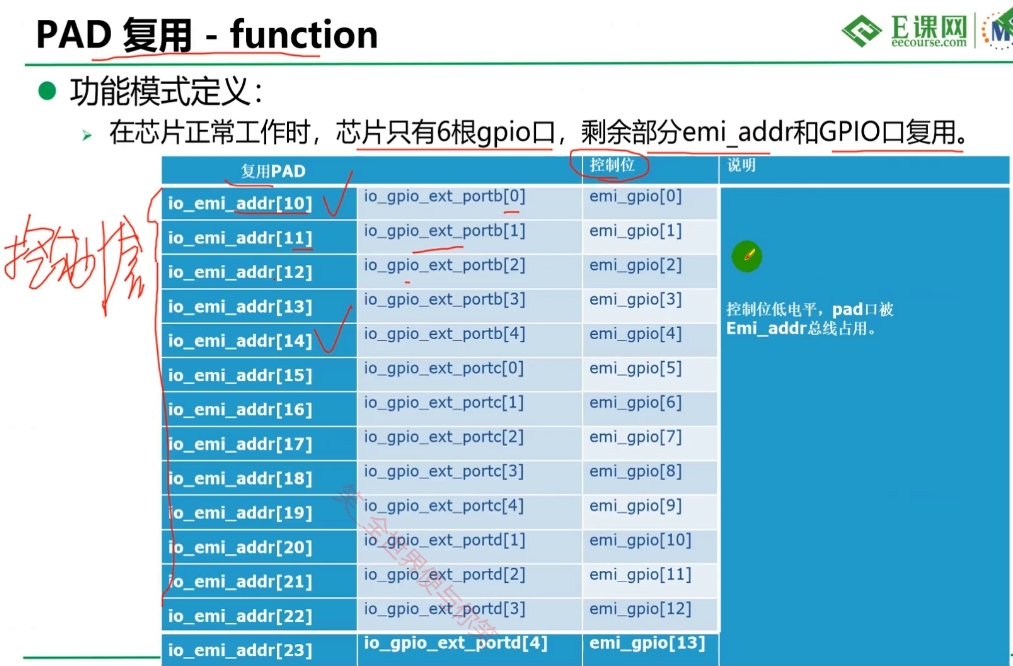 PAD 复用 - function
E课网
eecourse.com
功能模式定义：
在芯片正常工作时，芯片只有6根gpio口，剩余部分emi_addr和GPIO口复用。
复用PAD 控制位 说明
io_emi_addr[10] io_gpio_ext_portb[0] emi_gpio[0]
io_emi_addr[11] io_gpio_ext_portb[1] emi_gpio[1]
io_emi_addr[12] io_gpio_ext_portb[2] emi_gpio[2]
io_emi_addr[13] io_gpio_ext_portb[3] emi_gpio[3]
控制位低电平，pad口被
Emi_addr总线占用。
io_emi_addr[14] io_gpio_ext_portb[4] emi_gpio[4]
io_emi_addr[15] io_gpio_ext_portc[0] emi_gpio[5]
io_emi_addr[16] io_gpio_ext_portc[1] emi_gpio[6]
io_emi_addr[17] io_gpio_ext_portc[2] emi_gpio[7]
io_emi_addr[18] io_gpio_ext_portc[3] emi_gpio[8]
io_emi_addr[19] io_gpio_ext_portc[4] emi_gpio[9]
io_emi_addr[20] io_gpio_ext_portd[1] emi_gpio[10]
io_emi_addr[21] io_gpio_ext_portd[2] emi_gpio[11]
io_emi_addr[22] io_gpio_ext_portd[3] emi_gpio[12]
io_emi_addr[23] io_gpio_ext_portd[4] emi_gpio[13]
笑_全世界便与你笑